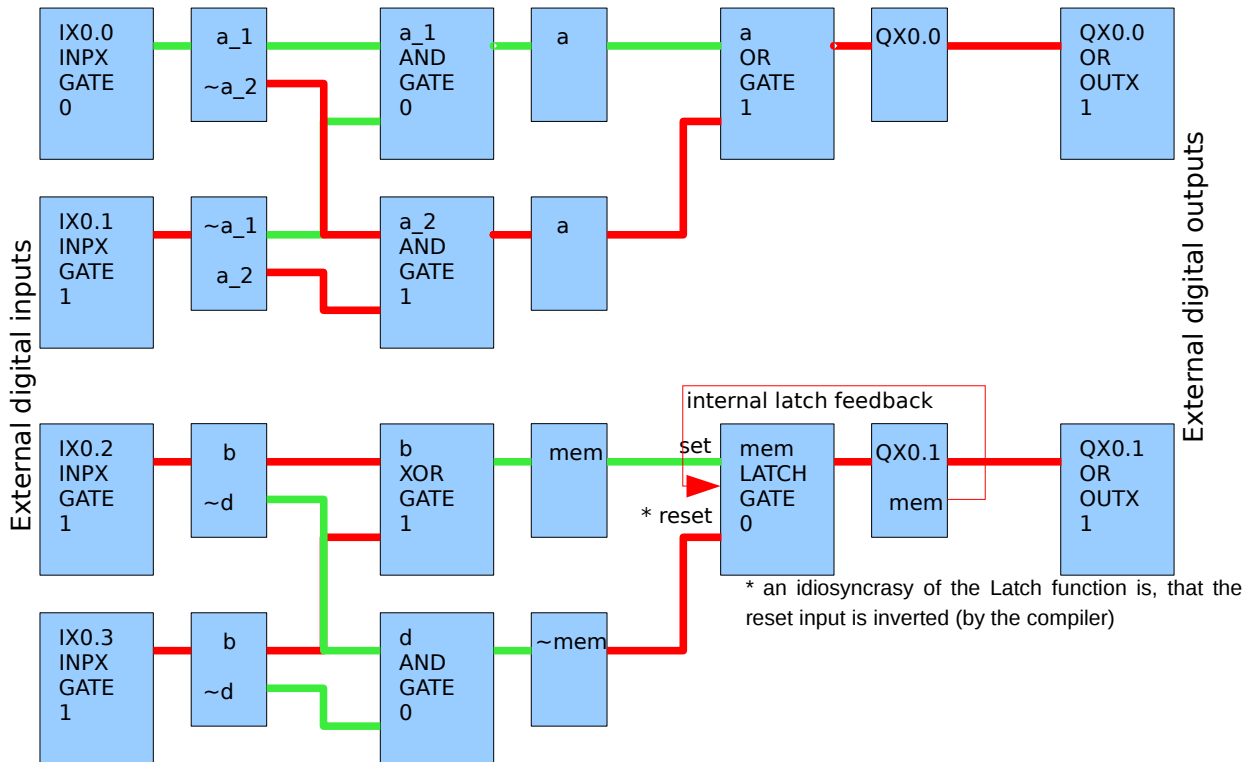 External digital inputs
IX0.0
INPX
GATE
0
a_1
~a_2
a_1
AND
GATE
0
a
a
OR
GATE
1
QX0.0
QX0.0
OR
OUTX
1
IX0.1
INPX
GATE
1
~a_1
a_2
a_2
AND
GATE
1
a
External digital outputs
IX0.2
INPX
GATE
1
b
~d
b
XOR
GATE
1
mem
internal latch feedback
set
* reset
mem
LATCH
GATE
0
QX0.1
mem
QX0.1
OR
OUTX
1
* an idiosyncrasy of the Latch function is, that the
reset input is inverted (by the compiler)
IX0.3
INPX
GATE
1
b
~d
d
AND
GATE
0
~mem